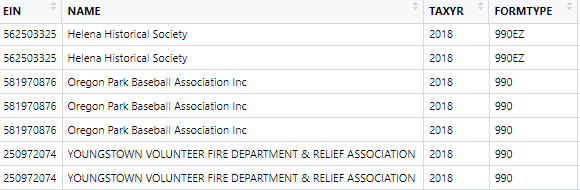 EIN NAME TAXYR FORMTYPE
562503325 Helena Historical Society 2018 990EZ
562503325 Helena Historical Society 2018 990EZ
581970876 Oregon Park Baseball Association Inc 2018 990
581970876 Oregon Park Baseball Association Inc 2018 990
581970876 Oregon Park Baseball Association Inc 2018 990
250972074 YOUNGSTOWN VOLUNTEER FIRE DEPARTMENT & RELIEF ASSOCIATION 2018 990
250972074 YOUNGSTOWN VOLUNTEER FIRE DEPARTMENT & RELIEF ASSOCIATION 2018 990